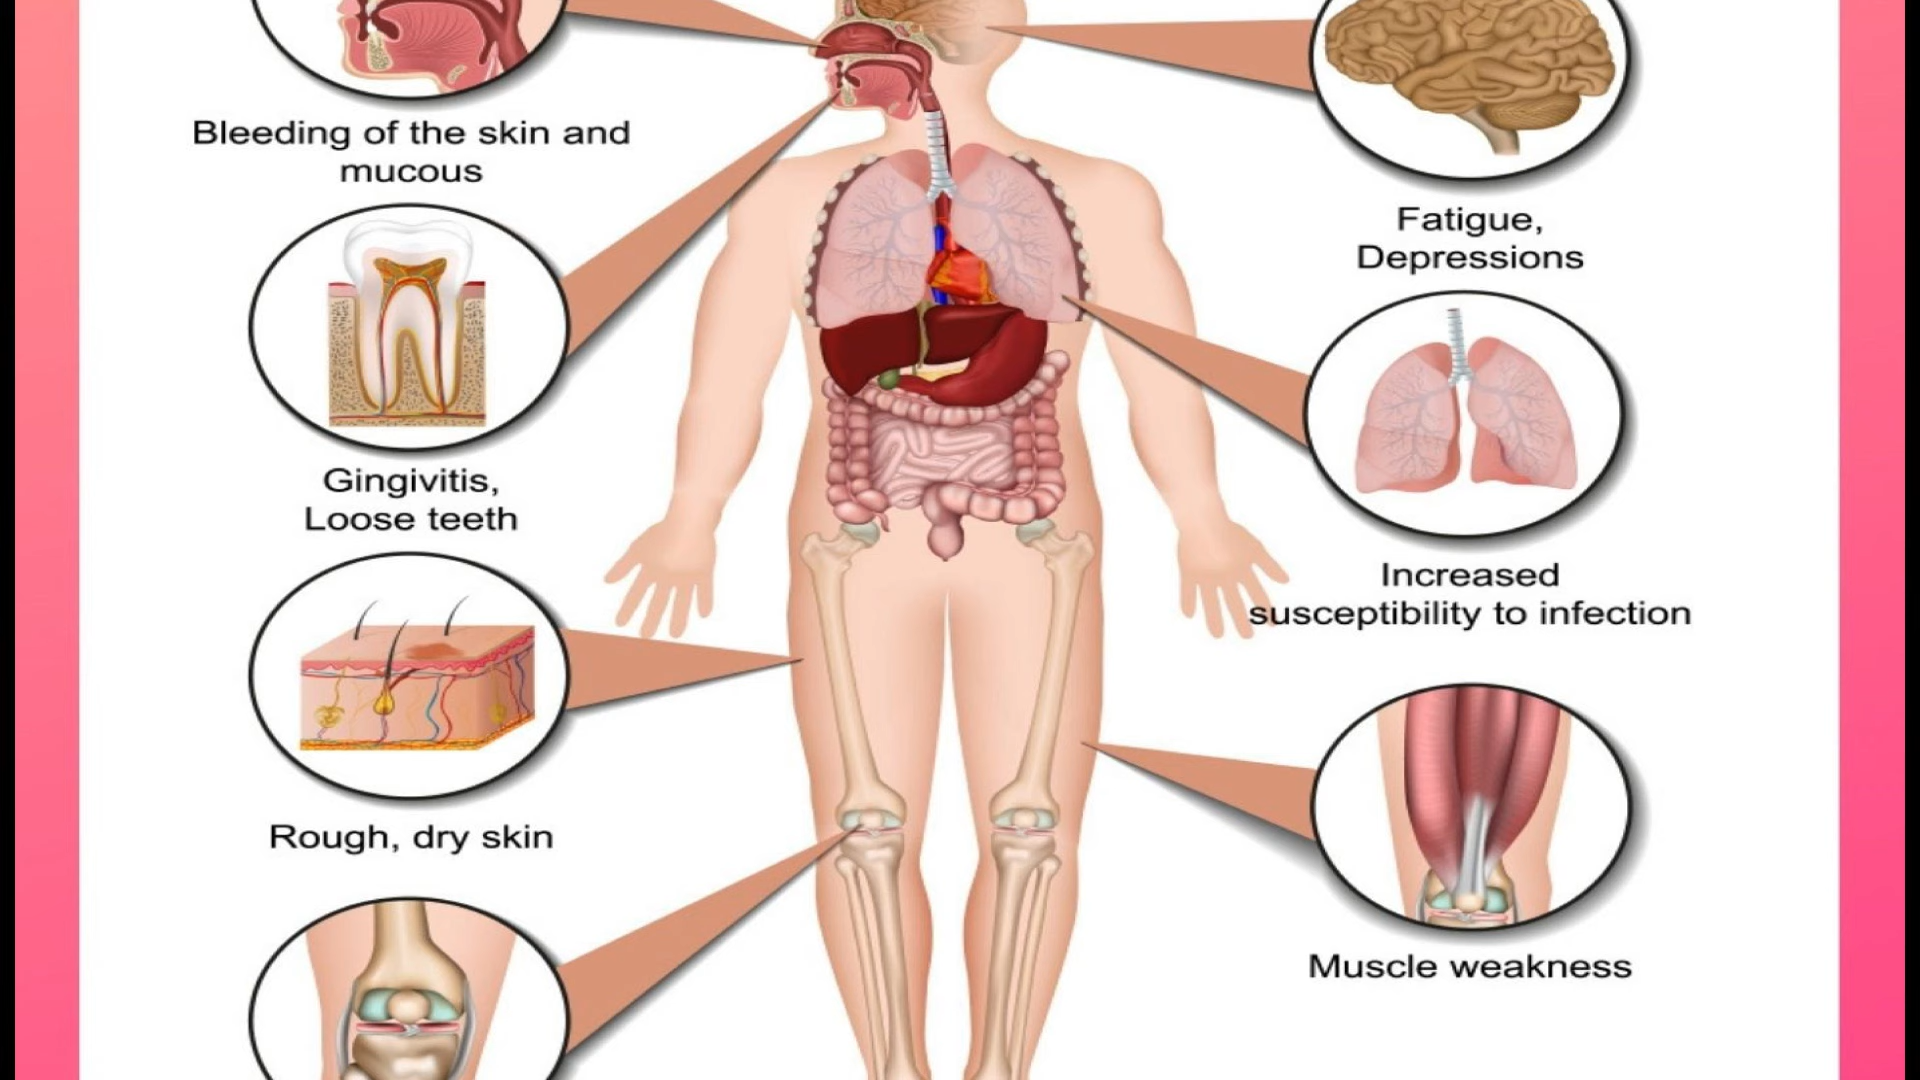 Bleeding of the skin and
mucous
Gingivitis,
Loose teeth
Rough, dry skin
Fatigue,
Depressions
Increased
susceptibility to infection
Muscle weakness